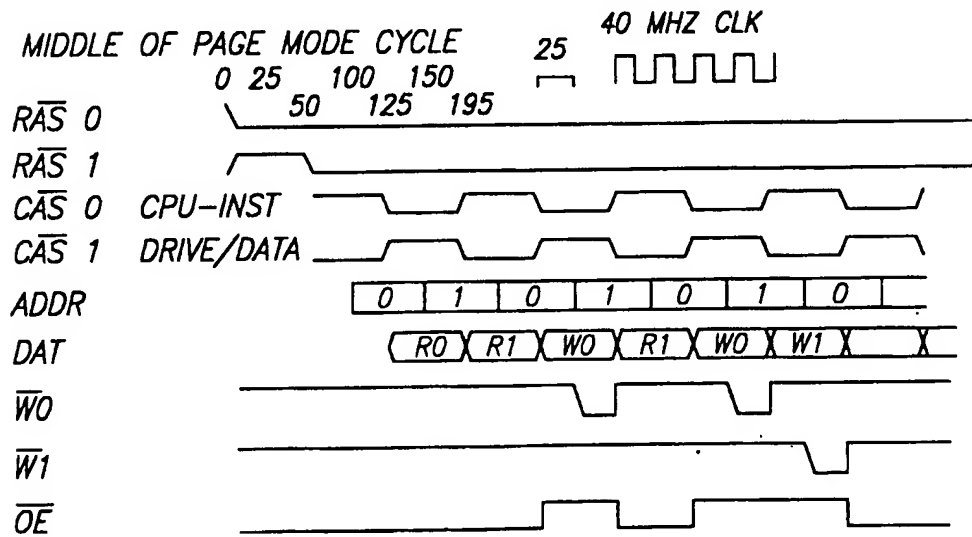 40 MHZ CLK
MIDDLE OF PAGE MODE CYCLE 25
0 25 100 150
50 125 195
RAS 0
RAS 1
CAS 0 CPU-INST
CAS 1 DRIVE/DATA
ADDR 0 1 0 1 0 1 0
DAT R0 R1 W0 R1 W0 W1
W0
W1
OE